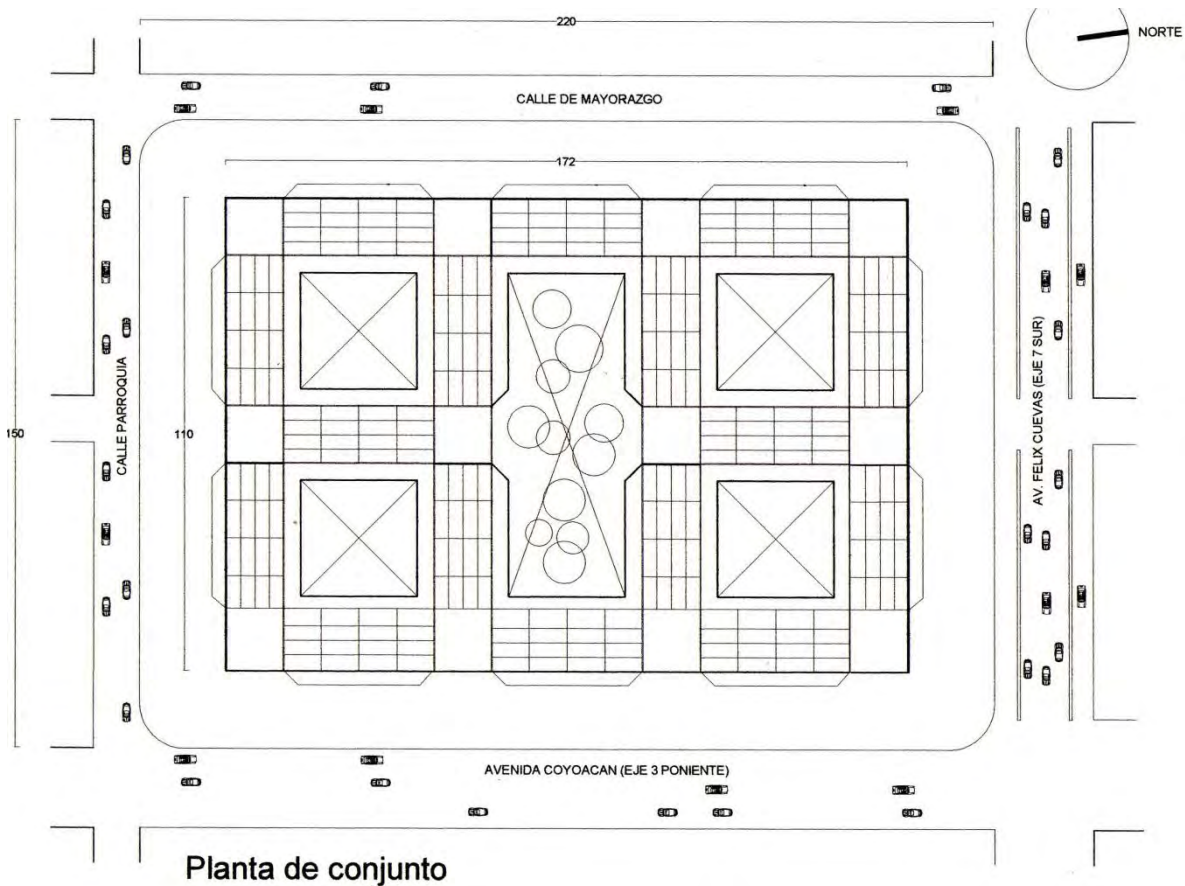 220
NORTE
CALLE DE MAYORAZGO
172
150
CALLE PARROQUIA
110
AV. FELIX CUEVAS (EJE 7 SUR)
AVENIDA COYOACAN (EJE 3 PONIENTE)
Planta de conjunto